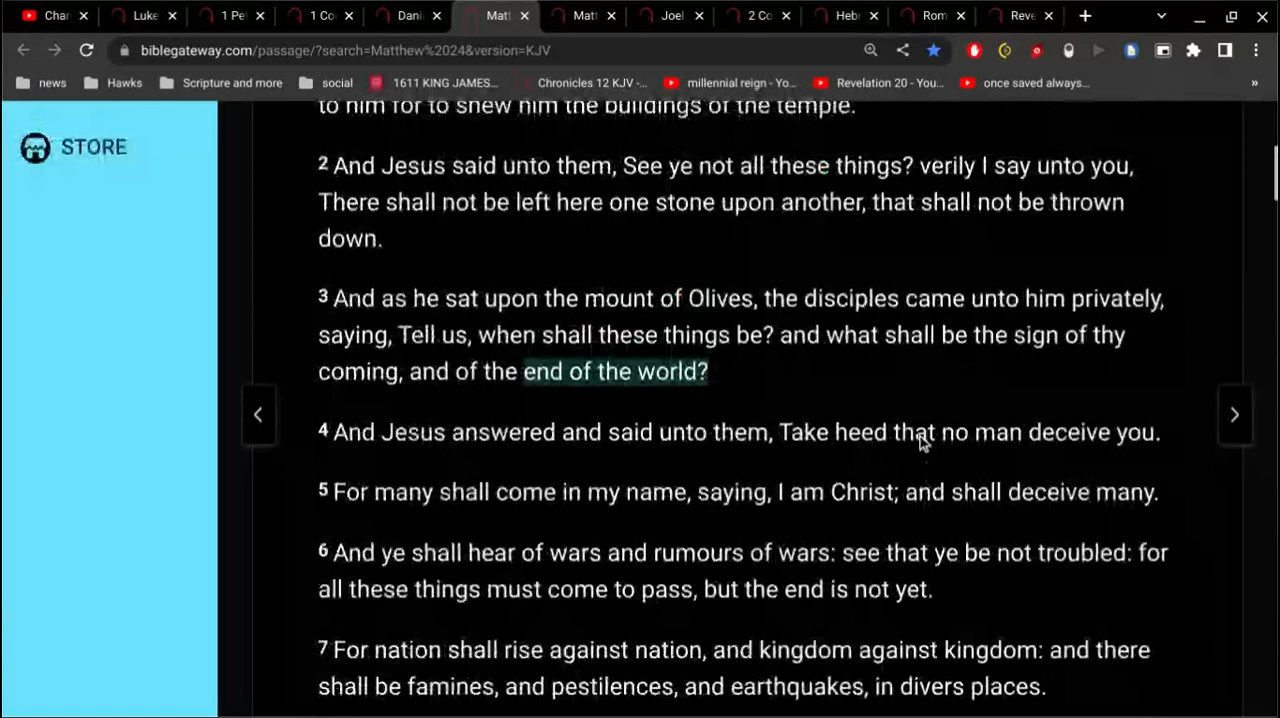 Chan
Luke
1 Pe
1 Co
Dani
Matt
Matt
Joel
2 Co
Hebr
Rom
Reve
biblegateway.com/passage/?search=Matthew%2024&version=KJV
news
Hawks
Scripture and more
social
1611 KING JAMES...
Chronicles 12 KJV -...
millennial reign - Yo...
Revelation 20 - You...
once saved always...
»
STORE
to him for to shew him the buildings of the temple.
2 And Jesus said unto them, See ye not all these things? verily I say unto you,
There shall not be left here one stone upon another, that shall not be thrown
down.
3 And as he sat upon the mount of Olives, the disciples came unto him privately,
saying, Tell us, when shall these things be? and what shall be the sign of thy
coming, and of the end of the world?
4 And Jesus answered and said unto them, Take heed that no man deceive you.
5 For many shall come in my name, saying, I am Christ; and shall deceive many.
6 And ye shall hear of wars and rumours of wars: see that ye be not troubled: for
all these things must come to pass, but the end is not yet.
7 For nation shall rise against nation, and kingdom against kingdom: and there
shall be famines, and pestilences, and earthquakes, in divers places.